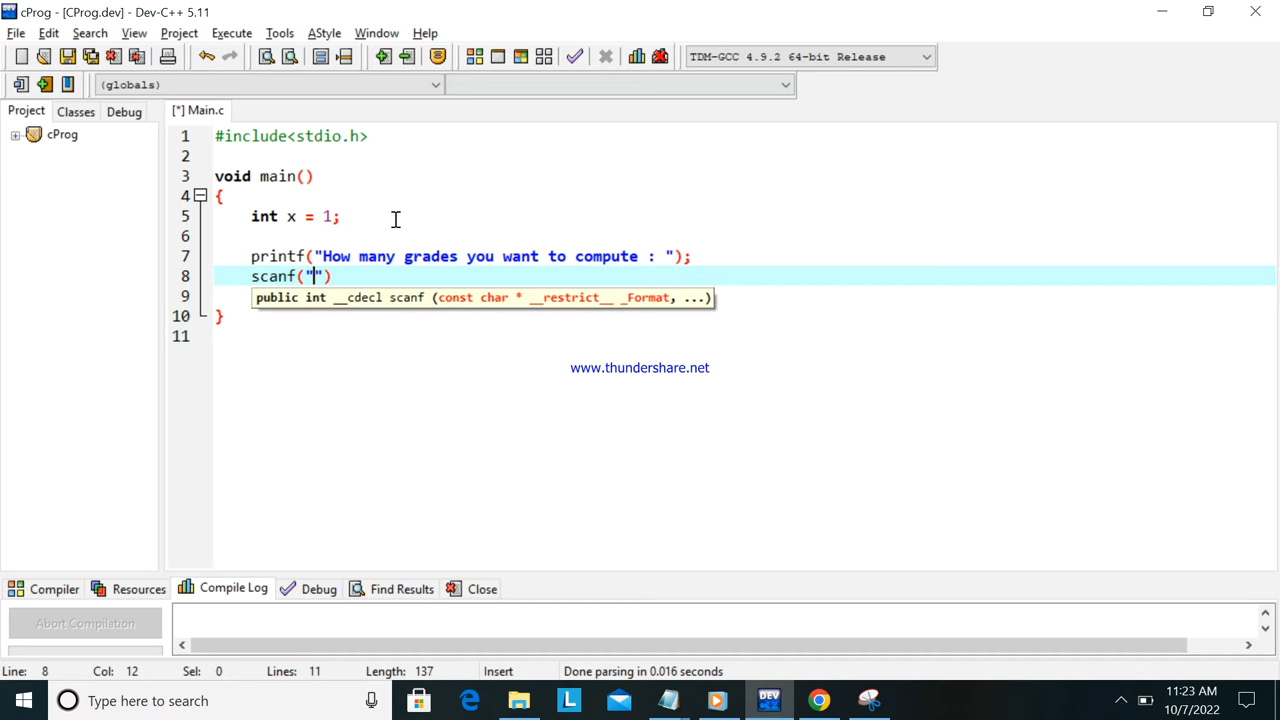 cProg - [CProg.dev] - Dev-C++ 5.11
File Edit Search View Project Execute Tools AStyle Window Help
TDM-GCC 4.9.2 64-bit Release
(globals)
Project Classes Debug
[*] Main.c
cProg
1 #include<stdio.h>
2
3 void main()
4 {
5 int x = 1;
6
7 printf("How many grades you want to compute : ");
8 scanf("")
public int __cdecl scanf (const char * __restrict__ _Format, ...)
9
10 }
11
www.thundershare.net
Compiler Resources Compile Log Debug Find Results Close
Abort Compilation
Line: 8 Col: 12 Sel: 0 Lines: 11 Length: 137 Insert Done parsing in 0.016 seconds
Type here to search
DEV
L
11:23 AM
10/7/2022